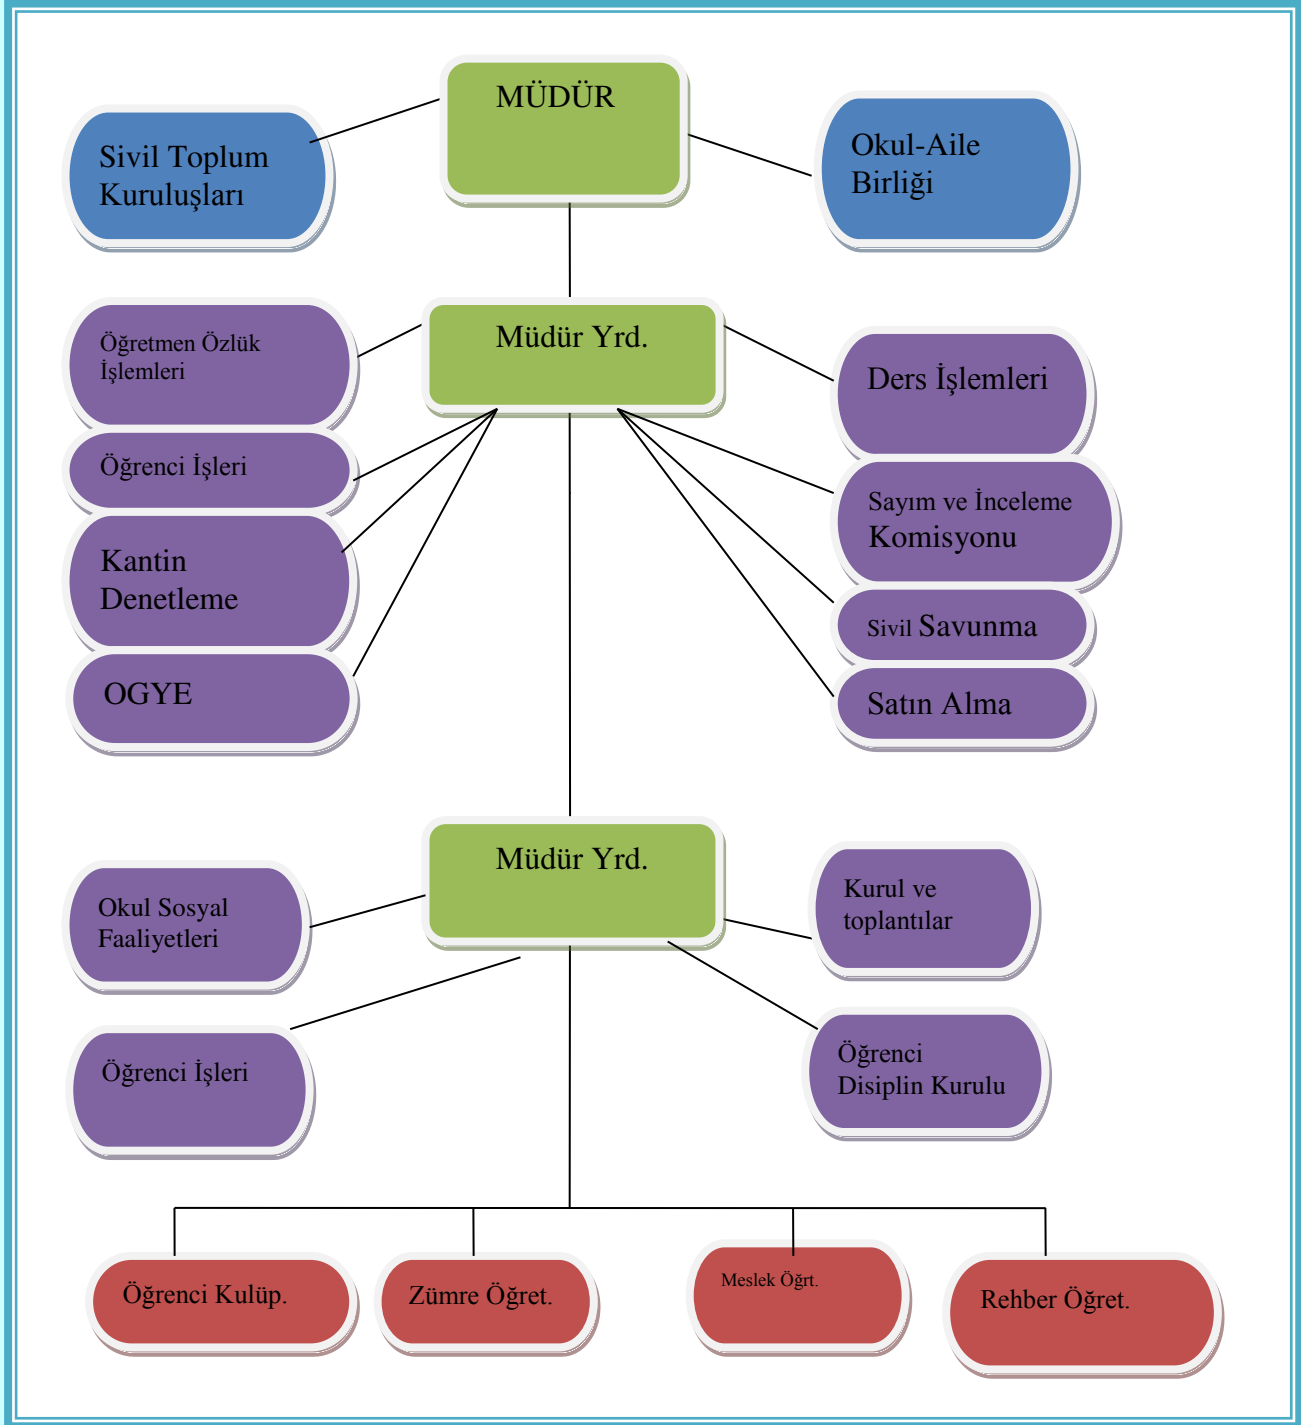 MÜDÜR
Sivil Toplum
Kuruluşları
Okul-Aile
Birliği
Müdür Yrd.
Öğretmen Özlük
İşlemleri
Öğrenci İşleri
Kantin
Denetleme
OGYE
Ders İşlemleri
Sayım ve İnceleme
Komisyonu
Sivil Savunma
Satın Alma
Müdür Yrd.
Okul Sosyal
Faaliyetleri
Kurul ve
toplantılar
Öğrenci İşleri
Öğrenci
Disiplin Kurulu
Öğrenci Kulüp.
Zümre Öğret.
Meslek Öğrt.
Rehber Öğret.